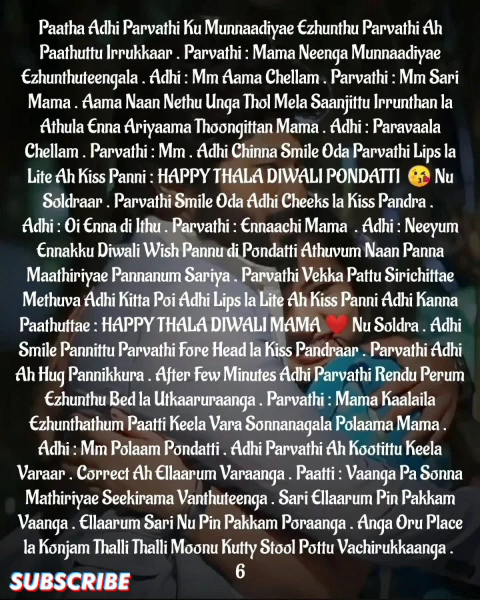 Paatha Adhi Parvathi Ku Munnaadiyae Ezhunthu Parvathi Ah
Paathuttu Irrukkaar . Parvathi : Mama Neenga Munnaadiyae
Ezhunthuteengala . Adhi : Mm Aama Chellam . Parvathi : Mm Sari
Mama . Aama Naan Nethu Unga Thol Mela Saanjittu Irrunthan la
Athula Enna Ariyaama Thoongittan Mama . Adhi : Paravaala
Chellam . Parvathi : Mm . Adhi Chinna Smile Oda Parvathi Lips la
Lite Ah Kiss Panni : HAPPY THALA DIWALI PONDATTI 😘 Nu
Soldraar . Parvathi Smile Oda Adhi Cheeks la Kiss Pandra .
Adhi : Oi Enna di Ithu . Parvathi : Ennaachi Mama . Adhi : Neeyum
Ennakku Diwali Wish Pannu di Pondatti Athuvum Naan Panna
Maathiriyae Pannanum Sariya . Parvathi Vekka Pattu Sirichittae
Methuva Adhi Kitta Poi Adhi Lips la Lite Ah Kiss Panni Adhi Kanna
Paathuttae : HAPPY THALA DIWALI MAMA ❤️ Nu Soldra . Adhi
Smile Pannittu Parvathi Fore Head la Kiss Pandraar . Parvathi Adhi
Ah Hug Pannikkura . After Few Minutes Adhi Parvathi Rendu Perum
Ezhunthu Bed la Utkaaruraanga . Parvathi : Mama Kaalaila
Ezhunthathum Paatti Keela Vara Sonnanagala Polaama Mama .
Adhi : Mm Polaam Pondatti . Adhi Parvathi Ah Kootittu Keela
Varaar . Correct Ah Ellaarum Varaanga . Paatti : Vaanga Pa Sonna
Mathiriyae Seekirama Vanthuteenga . Sari Ellaarum Pin Pakkam
Vaanga . Ellaarum Sari Nu Pin Pakkam Poraanga . Anga Oru Place
la Konjam Thalli Thalli Moonu Kutty Stool Pottu Vachirukkaanga .
6
SUBSCRIBE